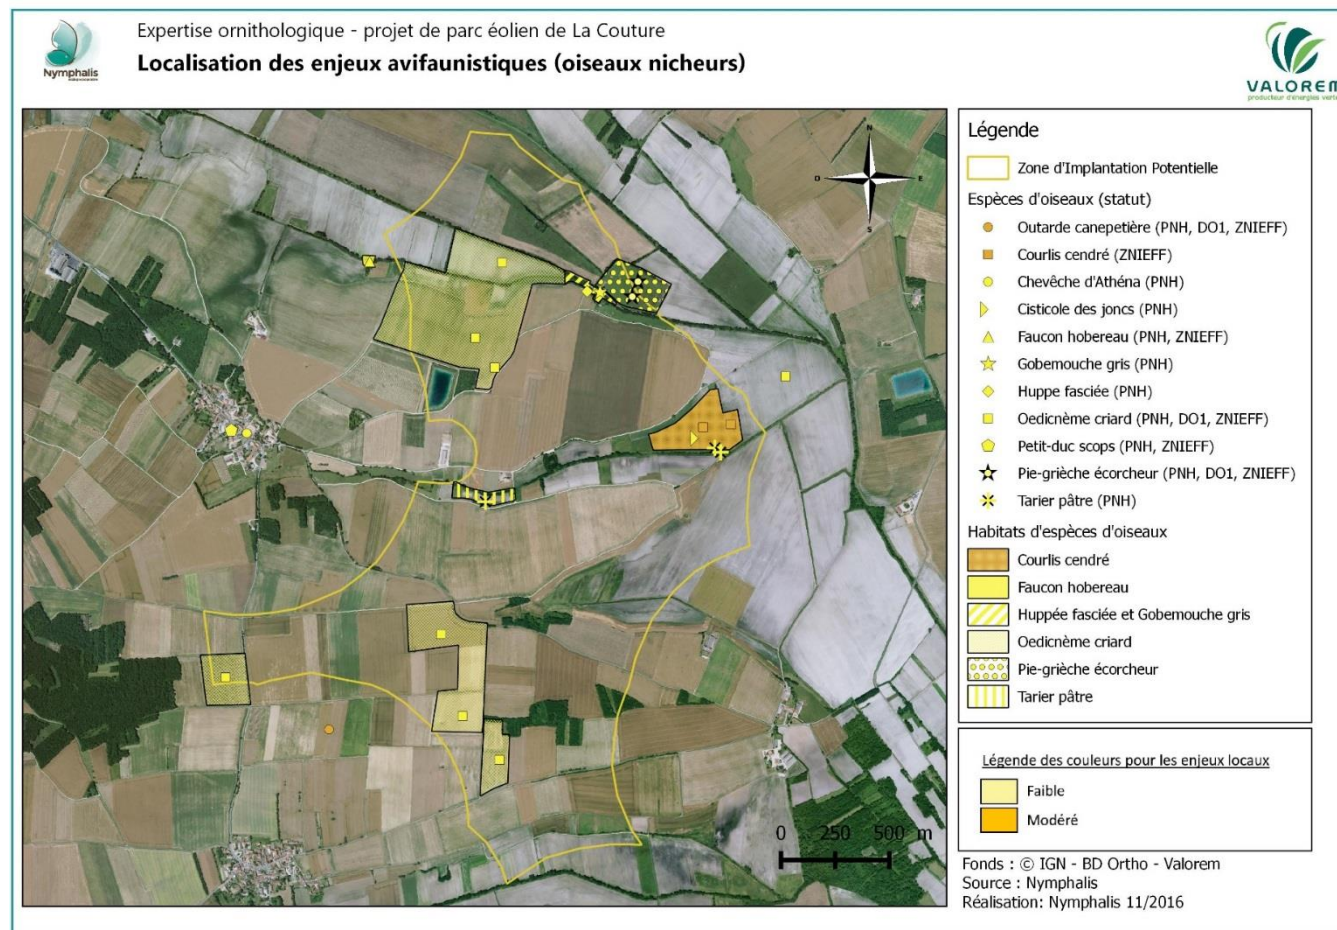 Expertise ornithologique - projet de parc éolien de La Couture
Localisation des enjeux avifaunistiques (oiseaux nicheurs)
Nymphalis
VALOREM
producteur d'énergies vertes
N
O
E
S
Légende
Zone d'Implantation Potentielle
Espèces d'oiseaux (statut)
Outarde canepetière (PNH, DO1, ZNIEFF)
Courlis cendré (ZNIEFF)
Chevêche d'Athéna (PNH)
Cisticole des joncs (PNH)
Faucon hobereau (PNH, ZNIEFF)
Gobemouche gris (PNH)
Huppe fasciée (PNH)
Oedicnème criard (PNH, DO1, ZNIEFF)
Petit-duc scops (PNH, ZNIEFF)
Pie-grièche écorcheur (PNH, DO1, ZNIEFF)
Tarier pâtre (PNH)
Habitats d'espèces d'oiseaux
Courlis cendré
Faucon hobereau
Huppée fasciée et Gobemouche gris
Oedicnème criard
Pie-grièche écorcheur
Tarier pâtre
Légende des couleurs pour les enjeux locaux
Faible
Modéré
0 250 500 m
Fonds : © IGN - BD Ortho - Valorem
Source : Nymphalis
Réalisation: Nymphalis 11/2016